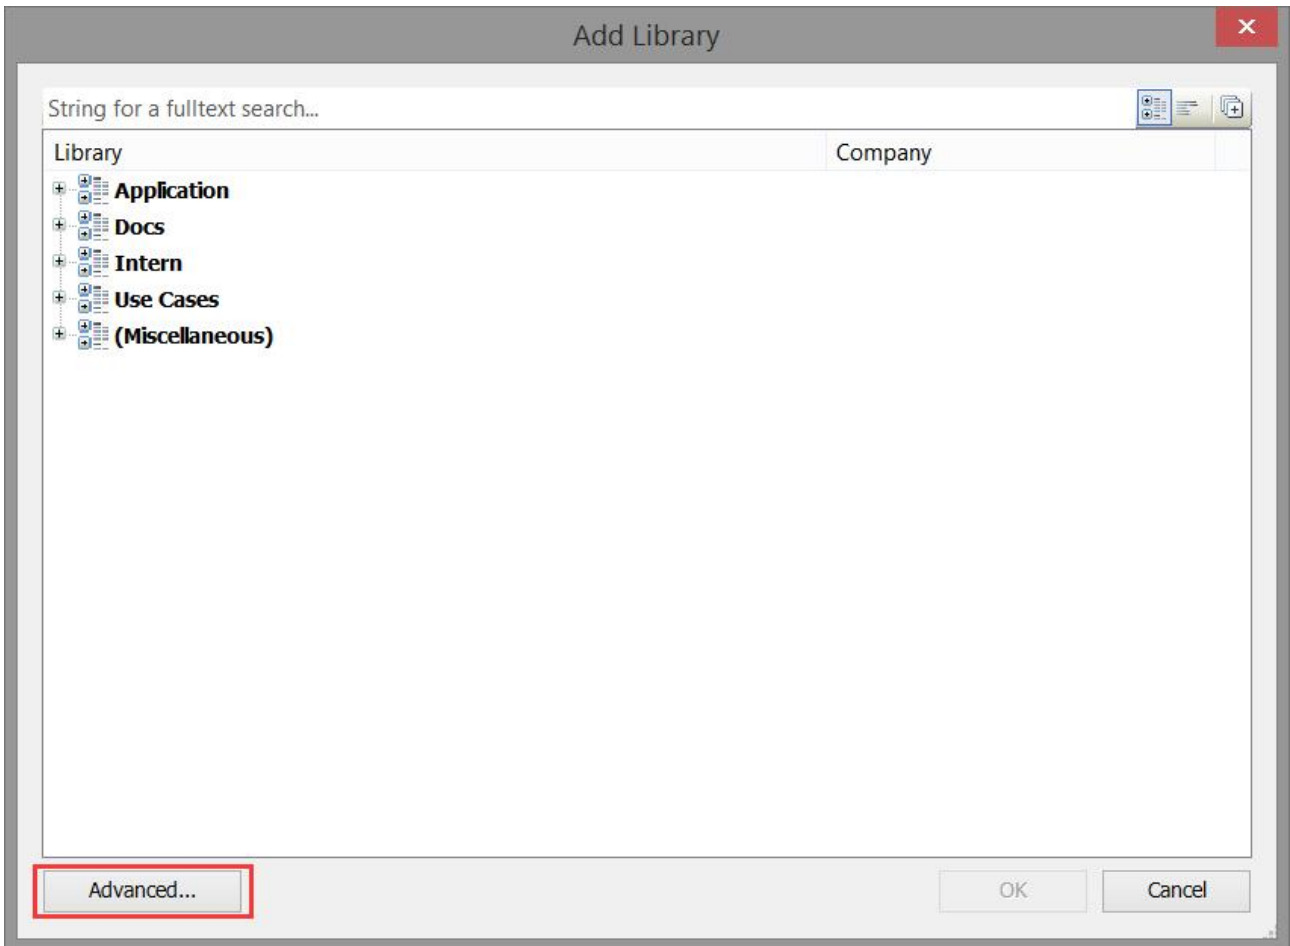 Add Library
String for a fulltext search...
Library Company
Application
Docs
Intern
Use Cases
(Miscellaneous)
Advanced... OK Cancel